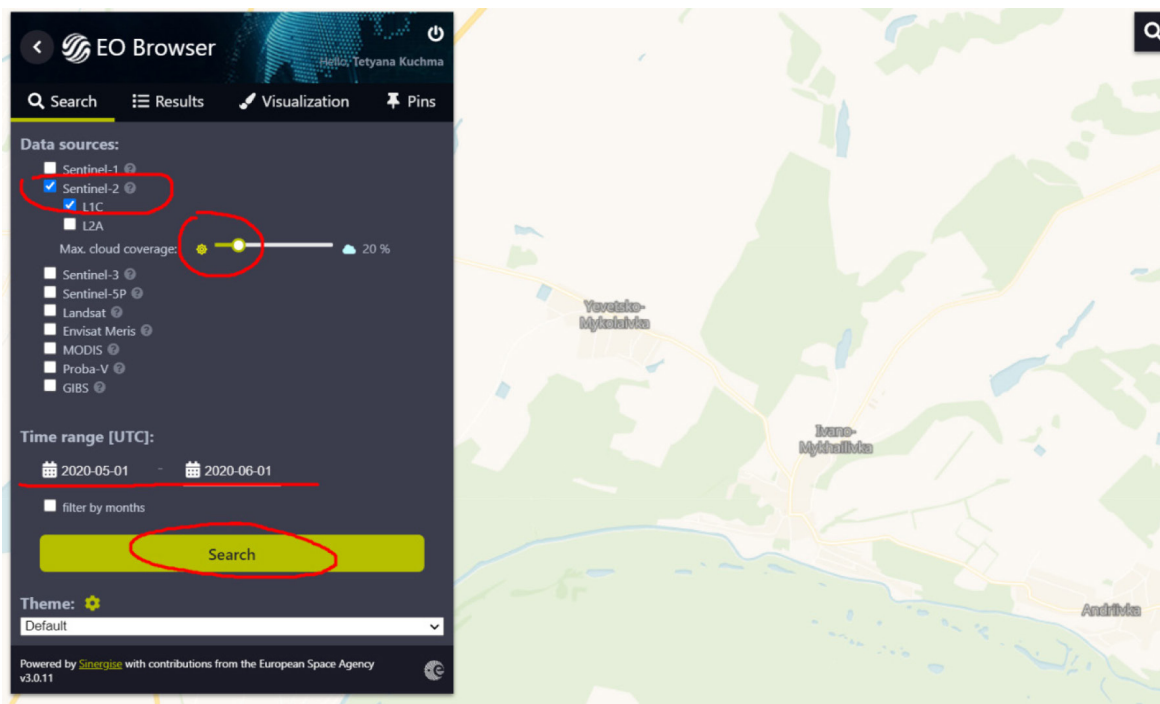 EO Browser
Hello, Tetyana Kuchma
Search Results Visualization Pins
Data sources:
Sentinel-1
Sentinel-2
L1C
L2A
Max. cloud coverage: 20 %
Sentinel-3
Sentinel-5P
Landsat
Envisat Meris
MODIS
Proba-V
GIBS
Time range [UTC]:
2020-05-01 - 2020-06-01
filter by months
Search
Theme:
Default
Powered by Sinergise with contributions from the European Space Agency
v3.0.11
Yevetsko-
Mykolaivka
Ivano-
Mykhailivka
Andriivka